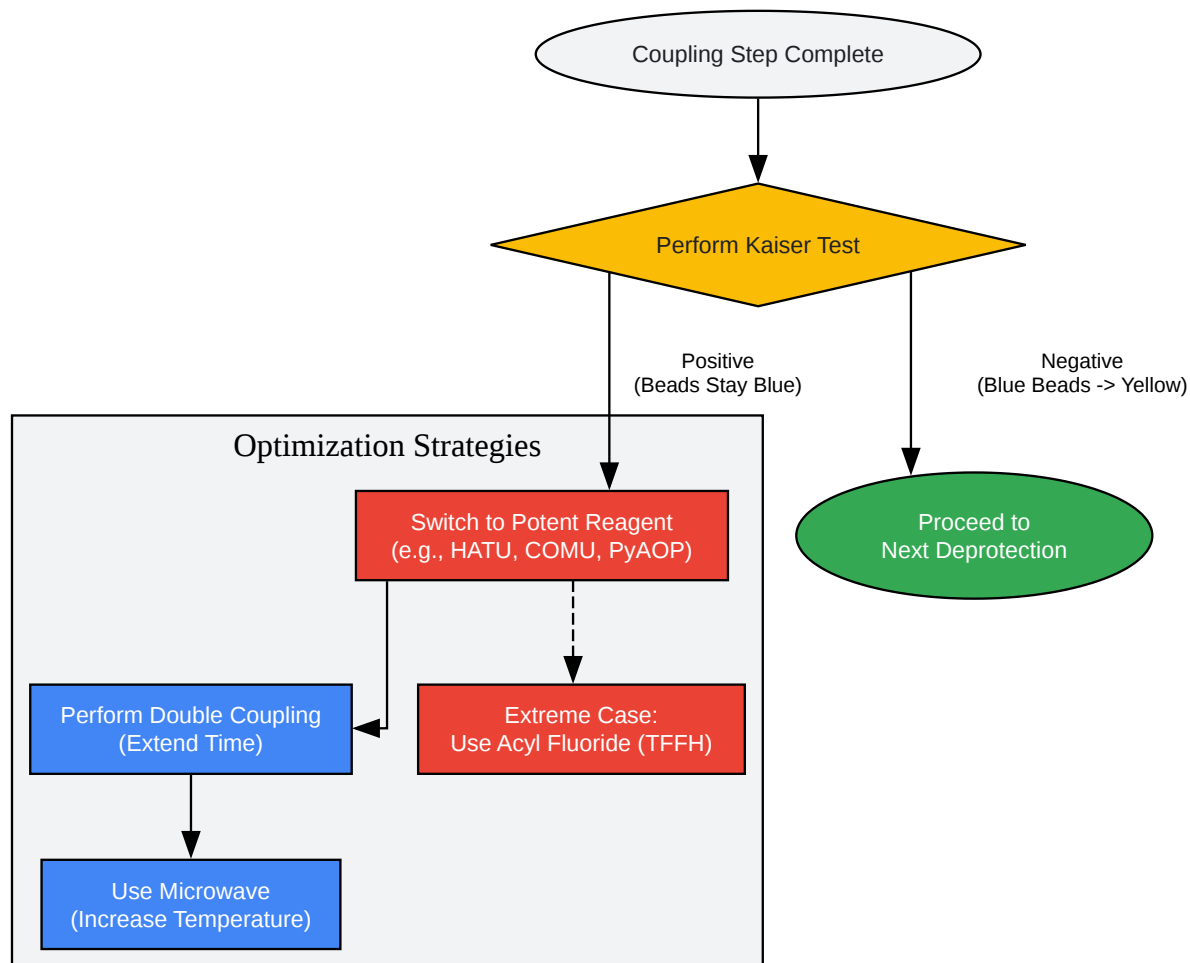 Coupling Step Complete
Perform Kaiser Test
Positive
(Beads Stay Blue)
Negative
(Blue Beads -> Yellow)
Optimization Strategies
Switch to Potent Reagent
(e.g., HATU, COMU, PyAOP)
Proceed to
Next Deprotection
Perform Double Coupling
(Extend Time)
Extreme Case:
Use Acyl Fluoride (TFFH)
Use Microwave
(Increase Temperature)